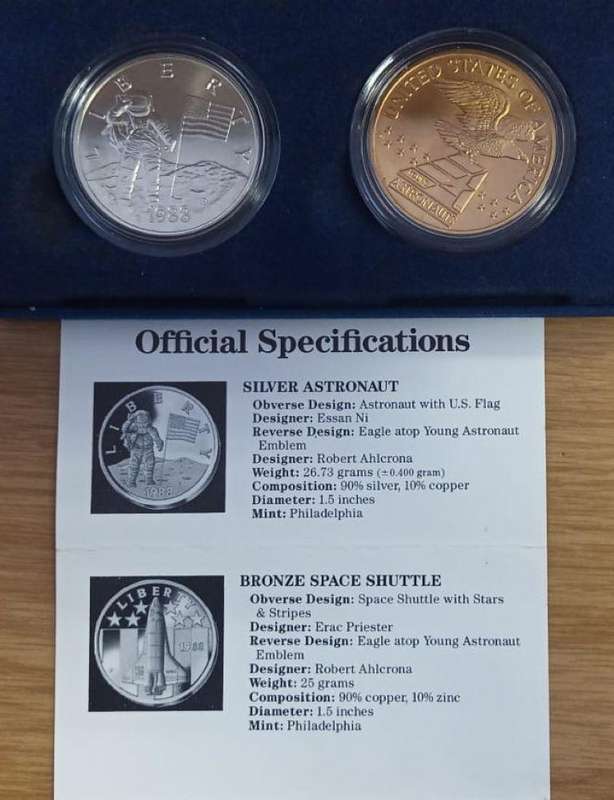 LIBERTY
1988
UNITED STATES OF AMERICA
YOUNG
ASTRONAUTS
Official Specifications
SILVER ASTRONAUT
Obverse Design: Astronaut with U.S. Flag
Designer: Essan Ni
Reverse Design: Eagle atop Young Astronaut
Emblem
Designer: Robert Ahlcrona
Weight: 26.73 grams (±0.400 gram)
Composition: 90% silver, 10% copper
Diameter: 1.5 inches
Mint: Philadelphia
LIBERTY
1988
BRONZE SPACE SHUTTLE
Obverse Design: Space Shuttle with Stars
& Stripes
Designer: Erac Priester
Reverse Design: Eagle atop Young Astronaut
Emblem
Designer: Robert Ahlcrona
Weight: 25 grams
Composition: 90% copper, 10% zinc
Diameter: 1.5 inches
Mint: Philadelphia
LIBERTY
1988